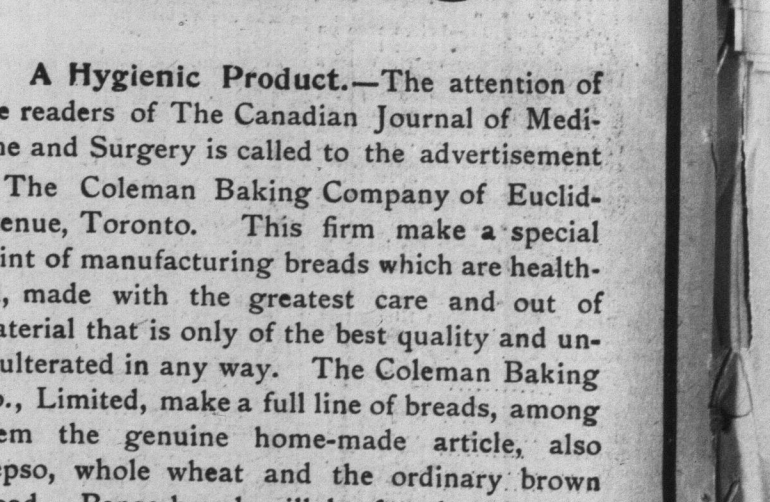 A Hygienic Product.—The attention of
readers of The Canadian Journal of Medi-
and Surgery is called to the advertisement
The Coleman Baking Company of Euclid-
enue, Toronto. This firm make a special
int of manufacturing breads which are health-
, made with the greatest care and out of
aterial that is only of the best quality and un-
ulterated in any way. The Coleman Baking
o., Limited, make a full line of breads, among
em the genuine home-made article, also
epso, whole wheat and the ordinary brown